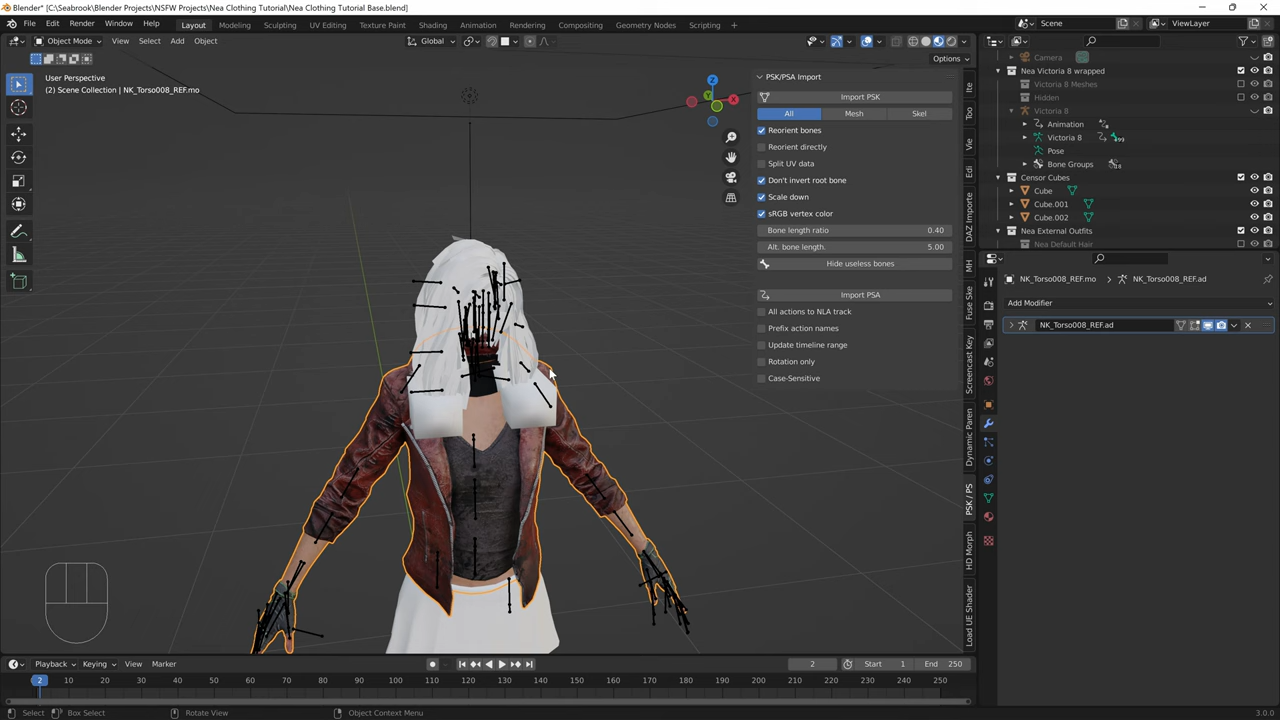 Blender* [C:\Seabrook\Blender Projects\NSFW Projects\Nea Clothing Tutorial\Nea Clothing Tutorial Base.blend]
File Edit Render Window Help Layout Modeling Sculpting UV Editing Texture Paint Shading Animation Rendering Compositing Geometry Nodes Scripting + Scene ViewLayer
Object Mode View Select Add Object Global
Options
User Perspective
(2) Scene Collection | NK_Torso008_REF.mo
Z
Y
X
PSK/PSA Import
Import PSK
All Mesh Skel
Reorient bones
Reorient directly
Split UV data
Don't invert root bone
Scale down
sRGB vertex color
Bone length ratio 0.40
Alt. bone length. 5.00
Hide useless bones
Import PSA
All actions to NLA track
Prefix action names
Update timeline range
Rotation only
Case-Sensitive
Ite
Too
Vie
Edi
DAZ Importe
MH
Fuse Ske
Screencast Key
Dynamic Paren
PSK / PS
HD Morph
Load UE Shader
Camera
Nea Victoria 8 wrapped
Victoria 8 Meshes
Hidden
Victoria 8
Animation
Victoria 8 99
Pose
Bone Groups
Censor Cubes
Cube
Cube.001
Cube.002
Nea External Outfits
Nea Default Hair
NK_Torso008_REF.mo > NK_Torso008_REF.ad
Add Modifier
NK_Torso008_REF.ad
Playback Keying View Marker 2 Start 1 End 250
2 10 20 30 40 50 60 70 80 90 100 110 120 130 140 150 160 170 180 190 200 210 220 230 240 250
Select Box Select Rotate View Object Context Menu 3.0.0